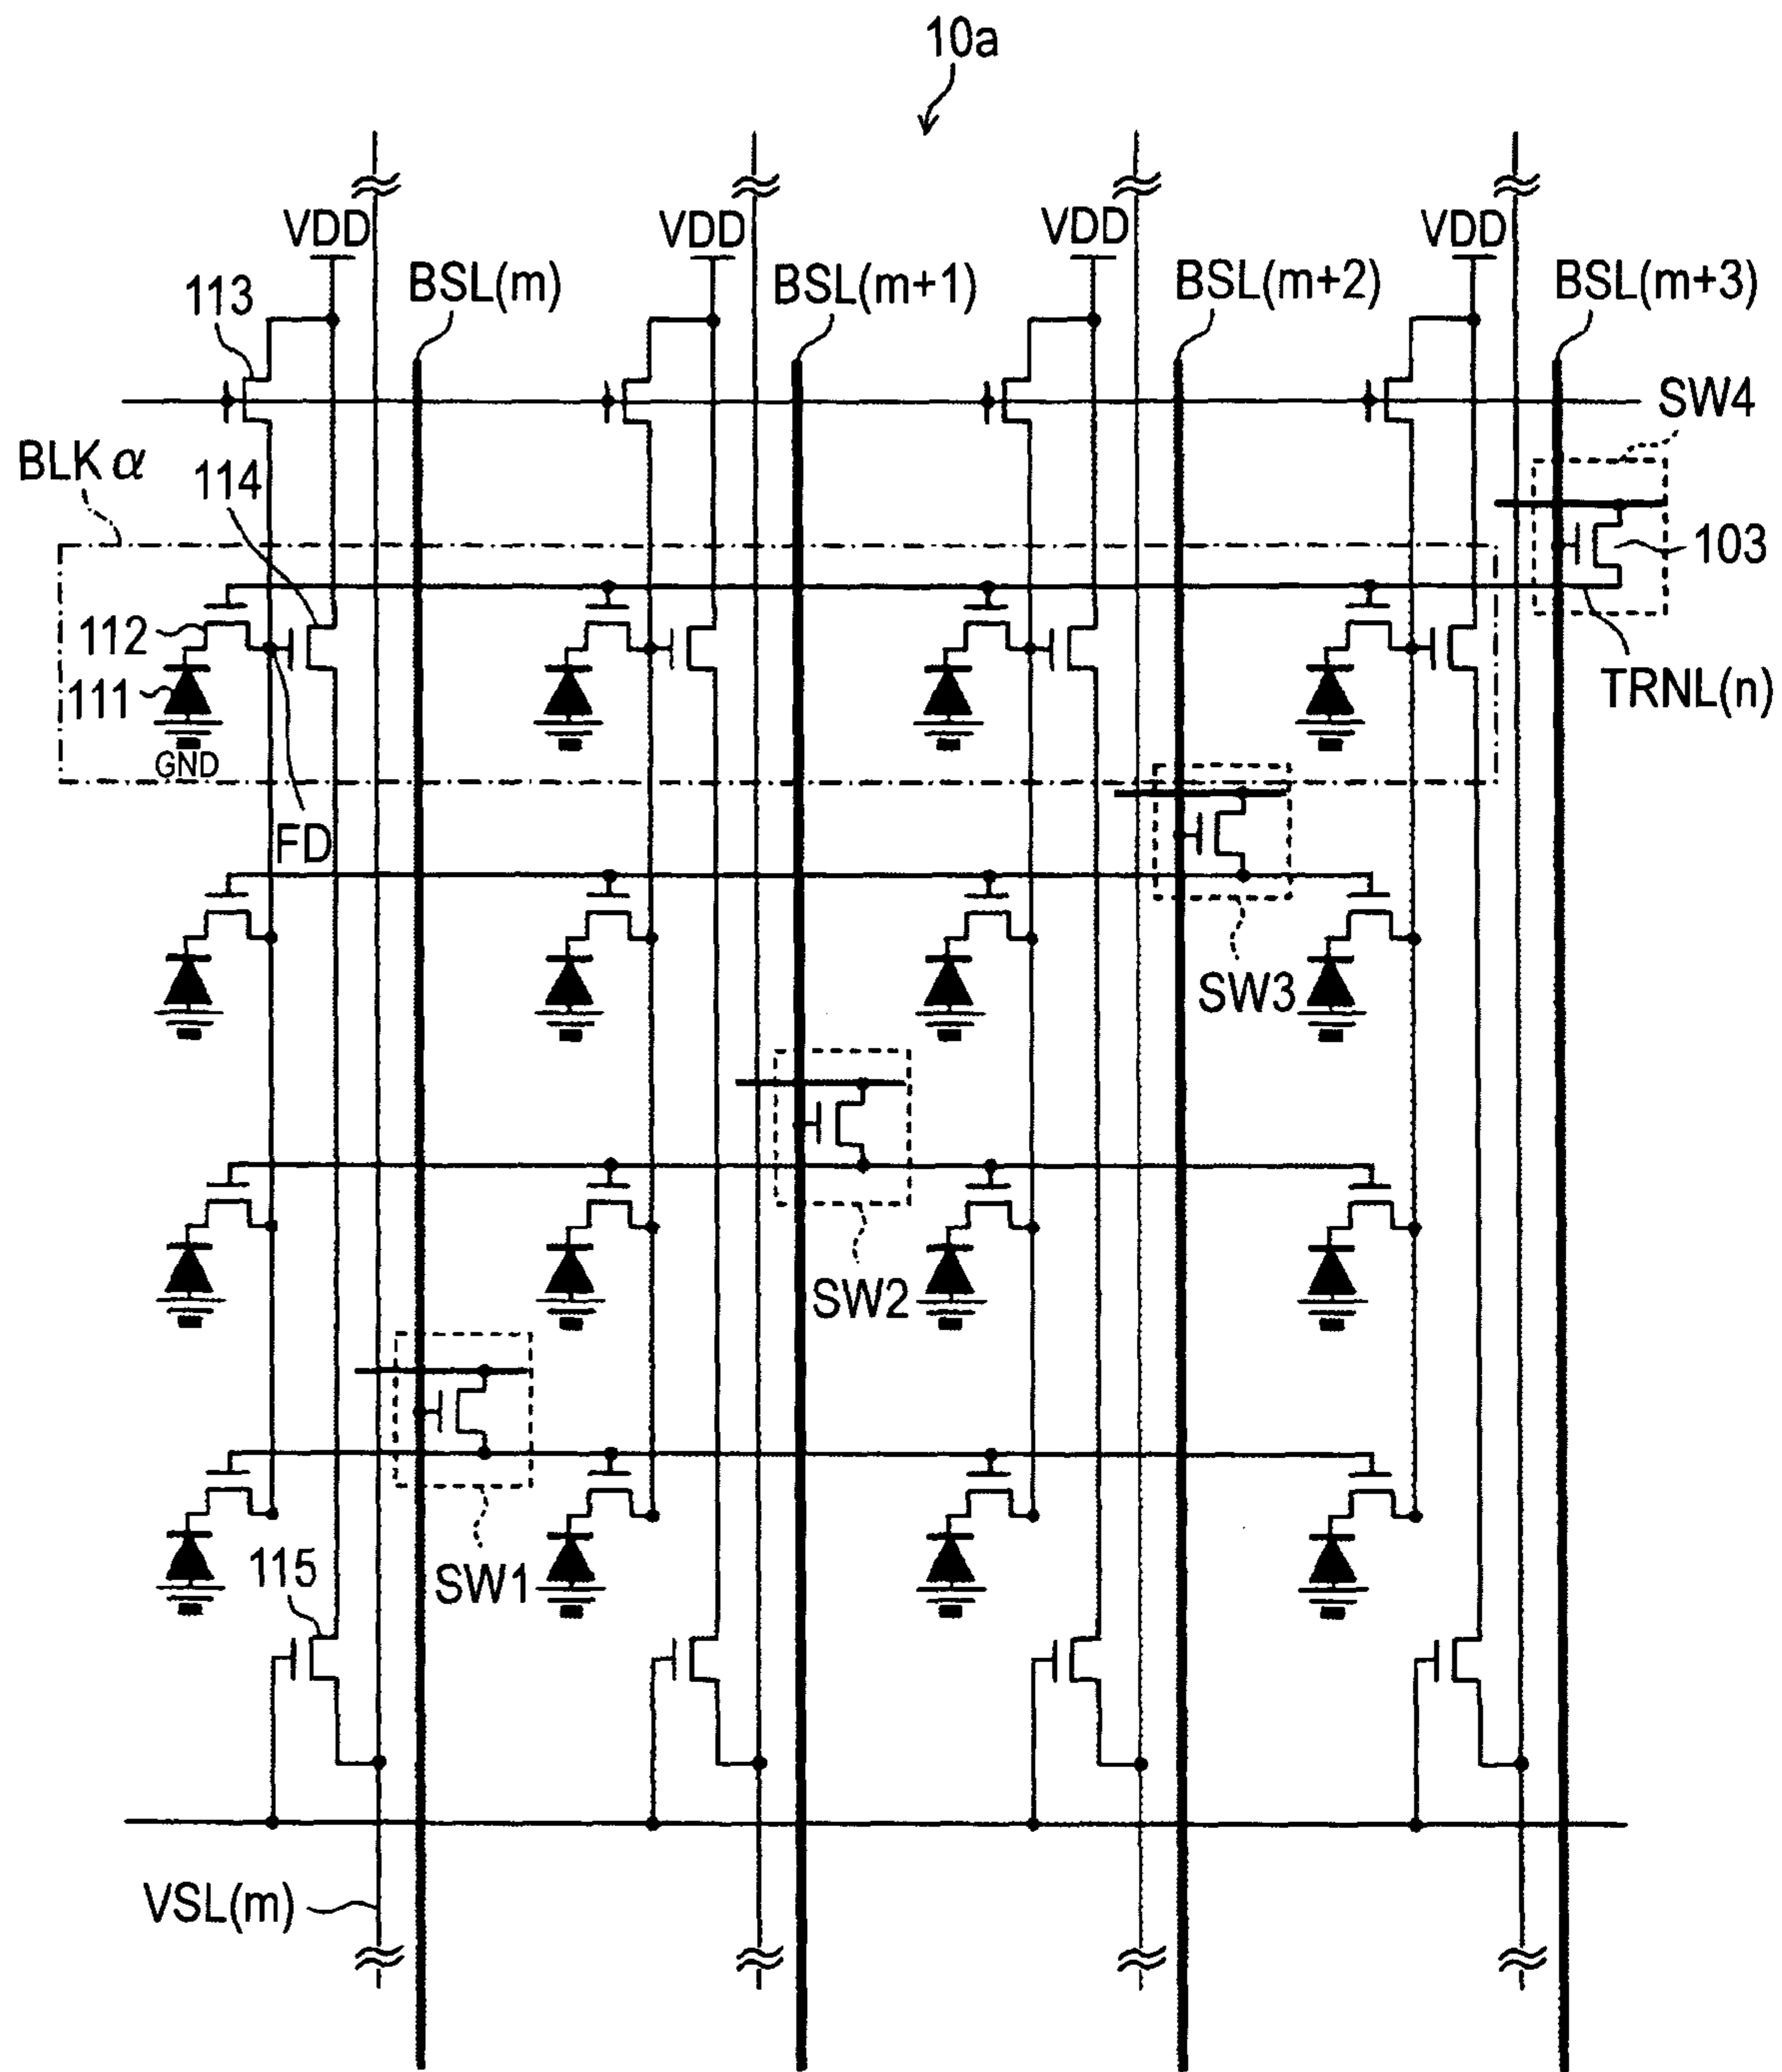 10a
VDD
VDD
VDD
VDD
BSL(m)
BSL(m+1)
BSL(m+2)
BSL(m+3)
113
SW4
BLK α
114
103
112
111
TRNL(n)
GND
FD
SW3
SW2
115
SW1
VSL(m)